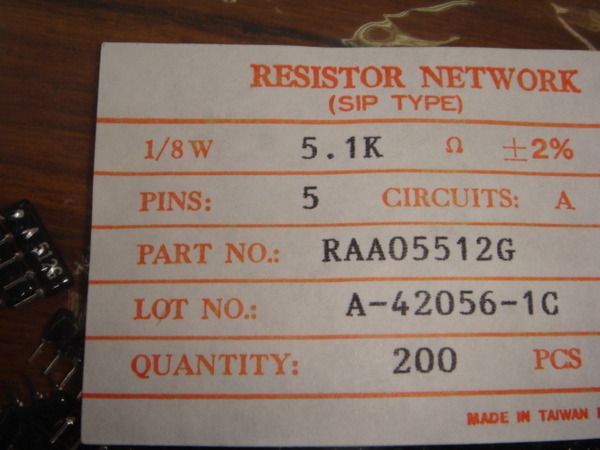 RESISTOR NETWORK
(SIP TYPE)
1/8W 5.1K Ω ±2%
PINS: 5 CIRCUITS: A
PART NO.: RAA05512G
LOT NO.: A-42056-1C
QUANTITY: 200 PCS
MADE IN TAIWAN
A 512G